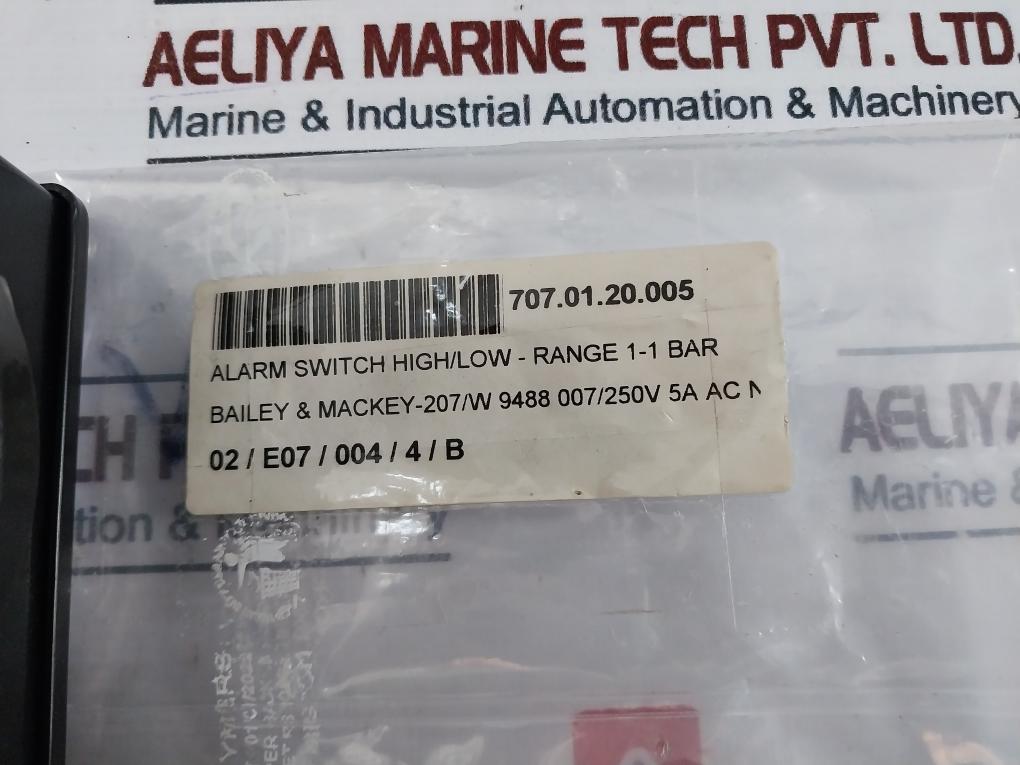 AELIYA MARINE TECH PVT. LTD.
Marine & Industrial Automation & Machinery
707.01.20.005
ALARM SWITCH HIGH/LOW - RANGE 1-1 BAR
BAILEY & MACKEY-207/W 9488 007/250V 5A AC N
02 / E07 / 004 / 4 / B
AELIYA
Marine &
tion &